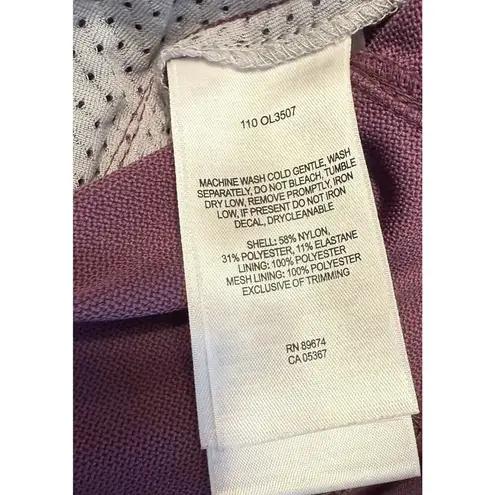 110 OL3507
MACHINE WASH COLD GENTLE, WASH
SEPARATELY, DO NOT BLEACH, TUMBLE
DRY LOW, REMOVE PROMPTLY, IRON
LOW, IF PRESENT DO NOT IRON
DECAL, DRYCLEANABLE
SHELL: 58% NYLON,
31% POLYESTER, 11% ELASTANE
LINING: 100% POLYESTER
MESH LINING: 100% POLYESTER
EXCLUSIVE OF TRIMMING
RN 89674
CA 05367